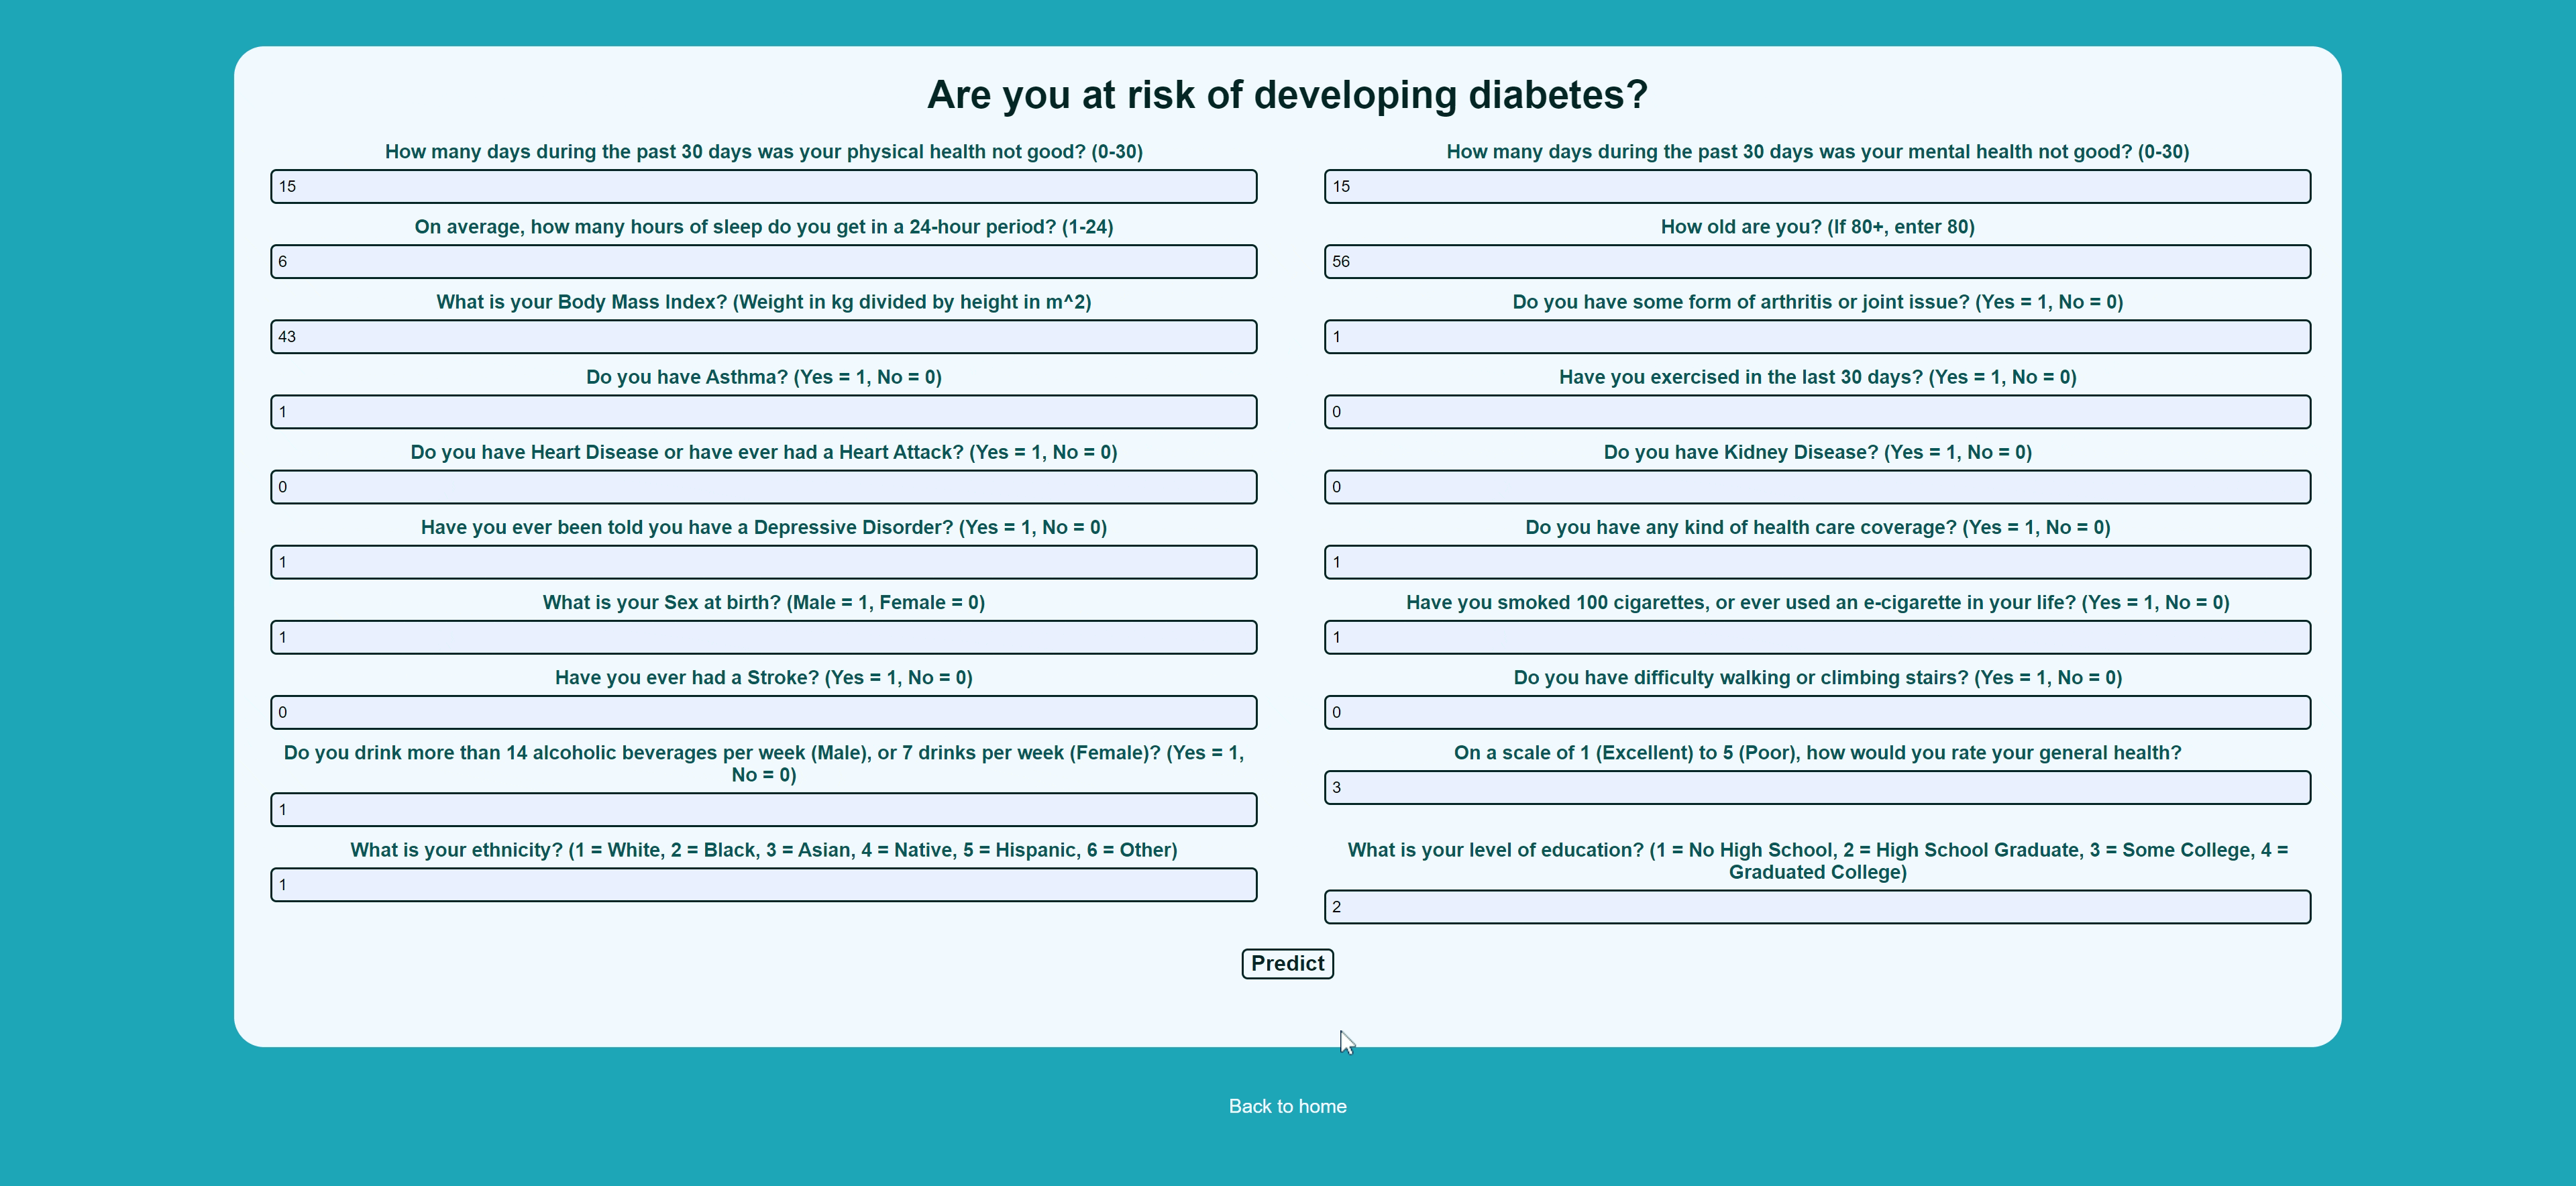 Are you at risk of developing diabetes?
How many days during the past 30 days was your physical health not good? (0-30)
15
How many days during the past 30 days was your mental health not good? (0-30)
15
On average, how many hours of sleep do you get in a 24-hour period? (1-24)
6
How old are you? (If 80+, enter 80)
56
What is your Body Mass Index? (Weight in kg divided by height in m^2)
43
Do you have some form of arthritis or joint issue? (Yes = 1, No = 0)
1
Do you have Asthma? (Yes = 1, No = 0)
1
Have you exercised in the last 30 days? (Yes = 1, No = 0)
0
Do you have Heart Disease or have ever had a Heart Attack? (Yes = 1, No = 0)
0
Do you have Kidney Disease? (Yes = 1, No = 0)
0
Have you ever been told you have a Depressive Disorder? (Yes = 1, No = 0)
1
Do you have any kind of health care coverage? (Yes = 1, No = 0)
1
What is your Sex at birth? (Male = 1, Female = 0)
1
Have you smoked 100 cigarettes, or ever used an e-cigarette in your life? (Yes = 1, No = 0)
1
Have you ever had a Stroke? (Yes = 1, No = 0)
0
Do you have difficulty walking or climbing stairs? (Yes = 1, No = 0)
0
Do you drink more than 14 alcoholic beverages per week (Male), or 7 drinks per week (Female)? (Yes = 1,
No = 0)
1
On a scale of 1 (Excellent) to 5 (Poor), how would you rate your general health?
3
What is your ethnicity? (1 = White, 2 = Black, 3 = Asian, 4 = Native, 5 = Hispanic, 6 = Other)
1
What is your level of education? (1 = No High School, 2 = High School Graduate, 3 = Some College, 4 =
Graduated College)
2
Predict
Back to home